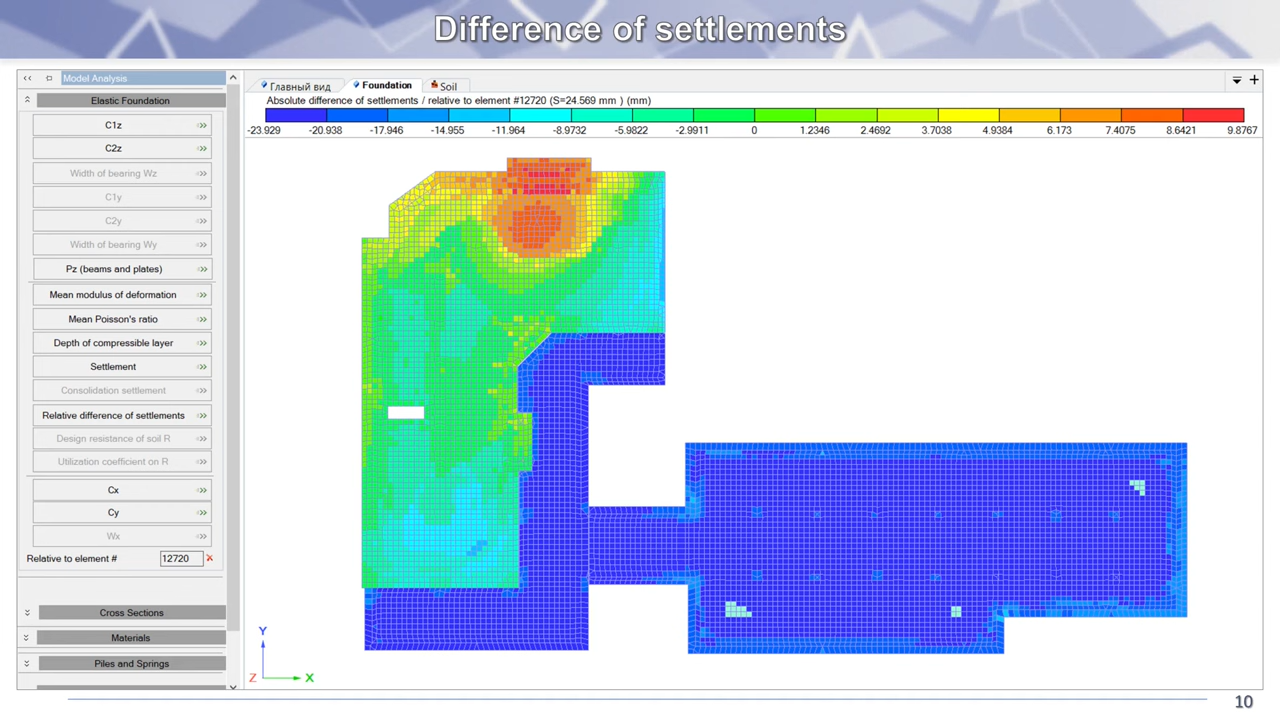 Difference of settlements
Model Analysis
Elastic Foundation
C1z
C2z
Width of bearing Wz
C1y
C2y
Width of bearing Wy
Pz (beams and plates)
Mean modulus of deformation
Mean Poisson's ratio
Depth of compressible layer
Settlement
Consolidation settlement
Relative difference of settlements
Design resistance of soil R
Utilization coefficient on R
Cx
Cy
Wx
Relative to element # 12720
Cross Sections
Materials
Piles and Springs
Главный вид Foundation Soil
Absolute difference of settlements / relative to element #12720 (S=24.569 mm ) (mm)
-23.929 -20.938 -17.946 -14.955 -11.964 -8.9732 -5.9822 -2.9911 0 1.2346 2.4692 3.7038 4.9384 6.173 7.4075 8.6421 9.8767
Y
Z X
10